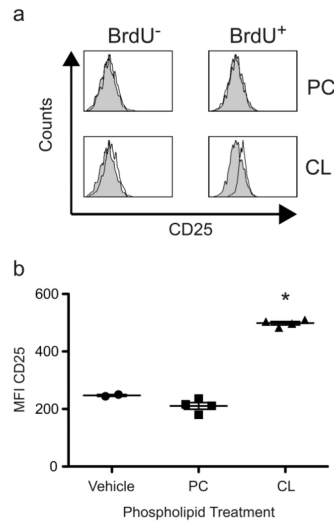 a
BrdU- BrdU+
PC
CL
Counts
CD25
b
*
600
400
200
0
MFI CD25
Vehicle PC CL
Phospholipid Treatment